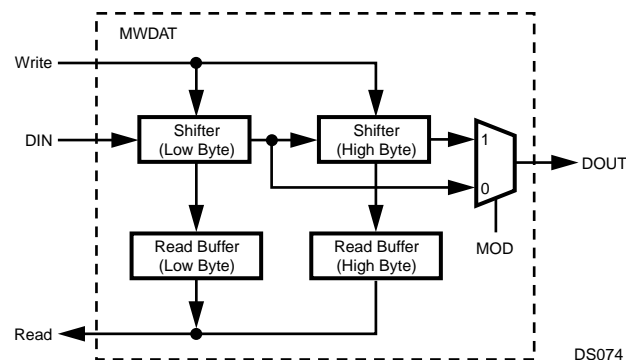 MWDAT
Write
DIN
Shifter
(Low Byte)
Shifter
(High Byte)
1
0
DOUT
MOD
Read Buffer
(Low Byte)
Read Buffer
(High Byte)
Read
DS074